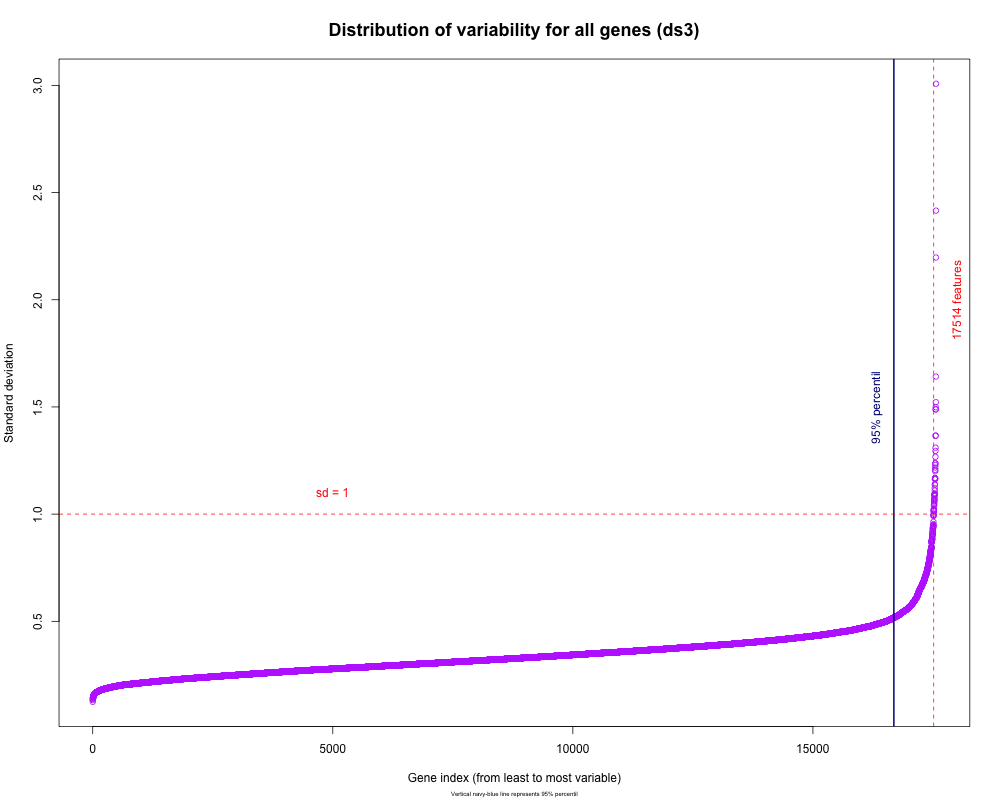 Distribution of variability for all genes (ds3)
3.0
2.5
2.0
1.5
1.0
0.5
Standard deviation
17514 features
95% percentil
sd = 1
0
5000
10000
15000
Gene index (from least to most variable)
Vertical navy-blue line represents 95% percentil